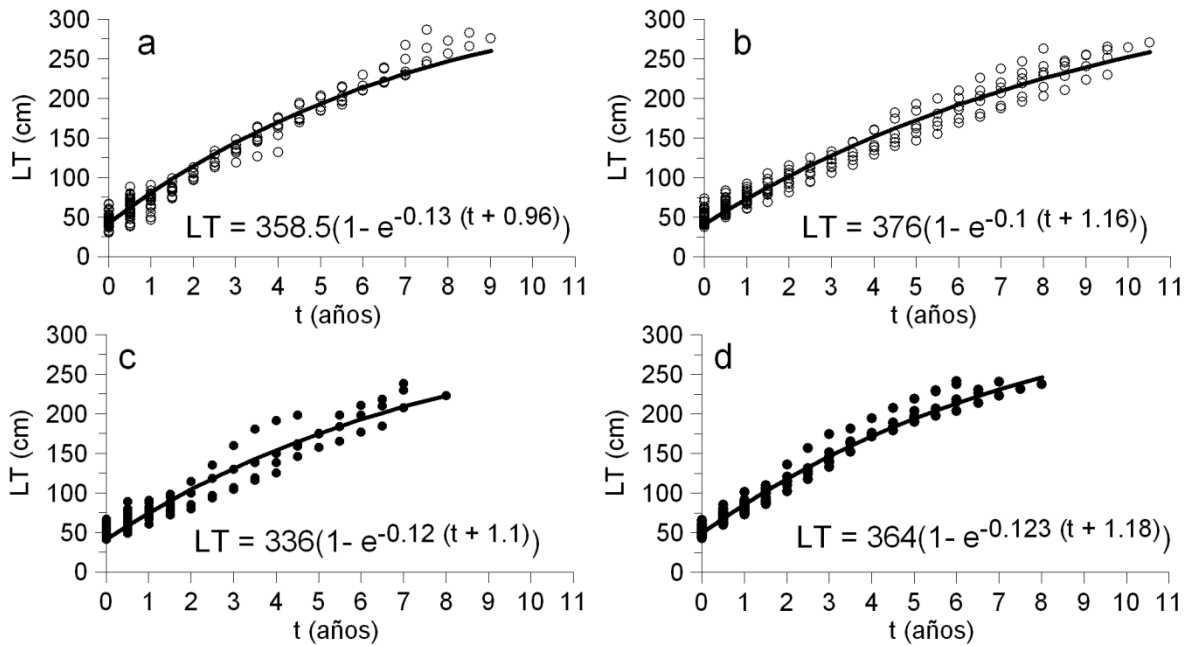 a
300
250
200
150
100
50
0
LT (cm)
LT = 358.5(1- e^-0.13 (t + 0.96))
0 1 2 3 4 5 6 7 8 9 10 11
t (años)
b
300
250
200
150
100
50
0
LT (cm)
LT = 376(1- e^-0.1 (t + 1.16))
0 1 2 3 4 5 6 7 8 9 10 11
t (años)
c
300
250
200
150
100
50
0
LT (cm)
LT = 336(1- e^-0.12 (t + 1.1))
0 1 2 3 4 5 6 7 8 9 10 11
t (años)
d
300
250
200
150
100
50
0
LT (cm)
LT = 364(1- e^-0.123 (t + 1.18))
0 1 2 3 4 5 6 7 8 9 10 11
t (años)